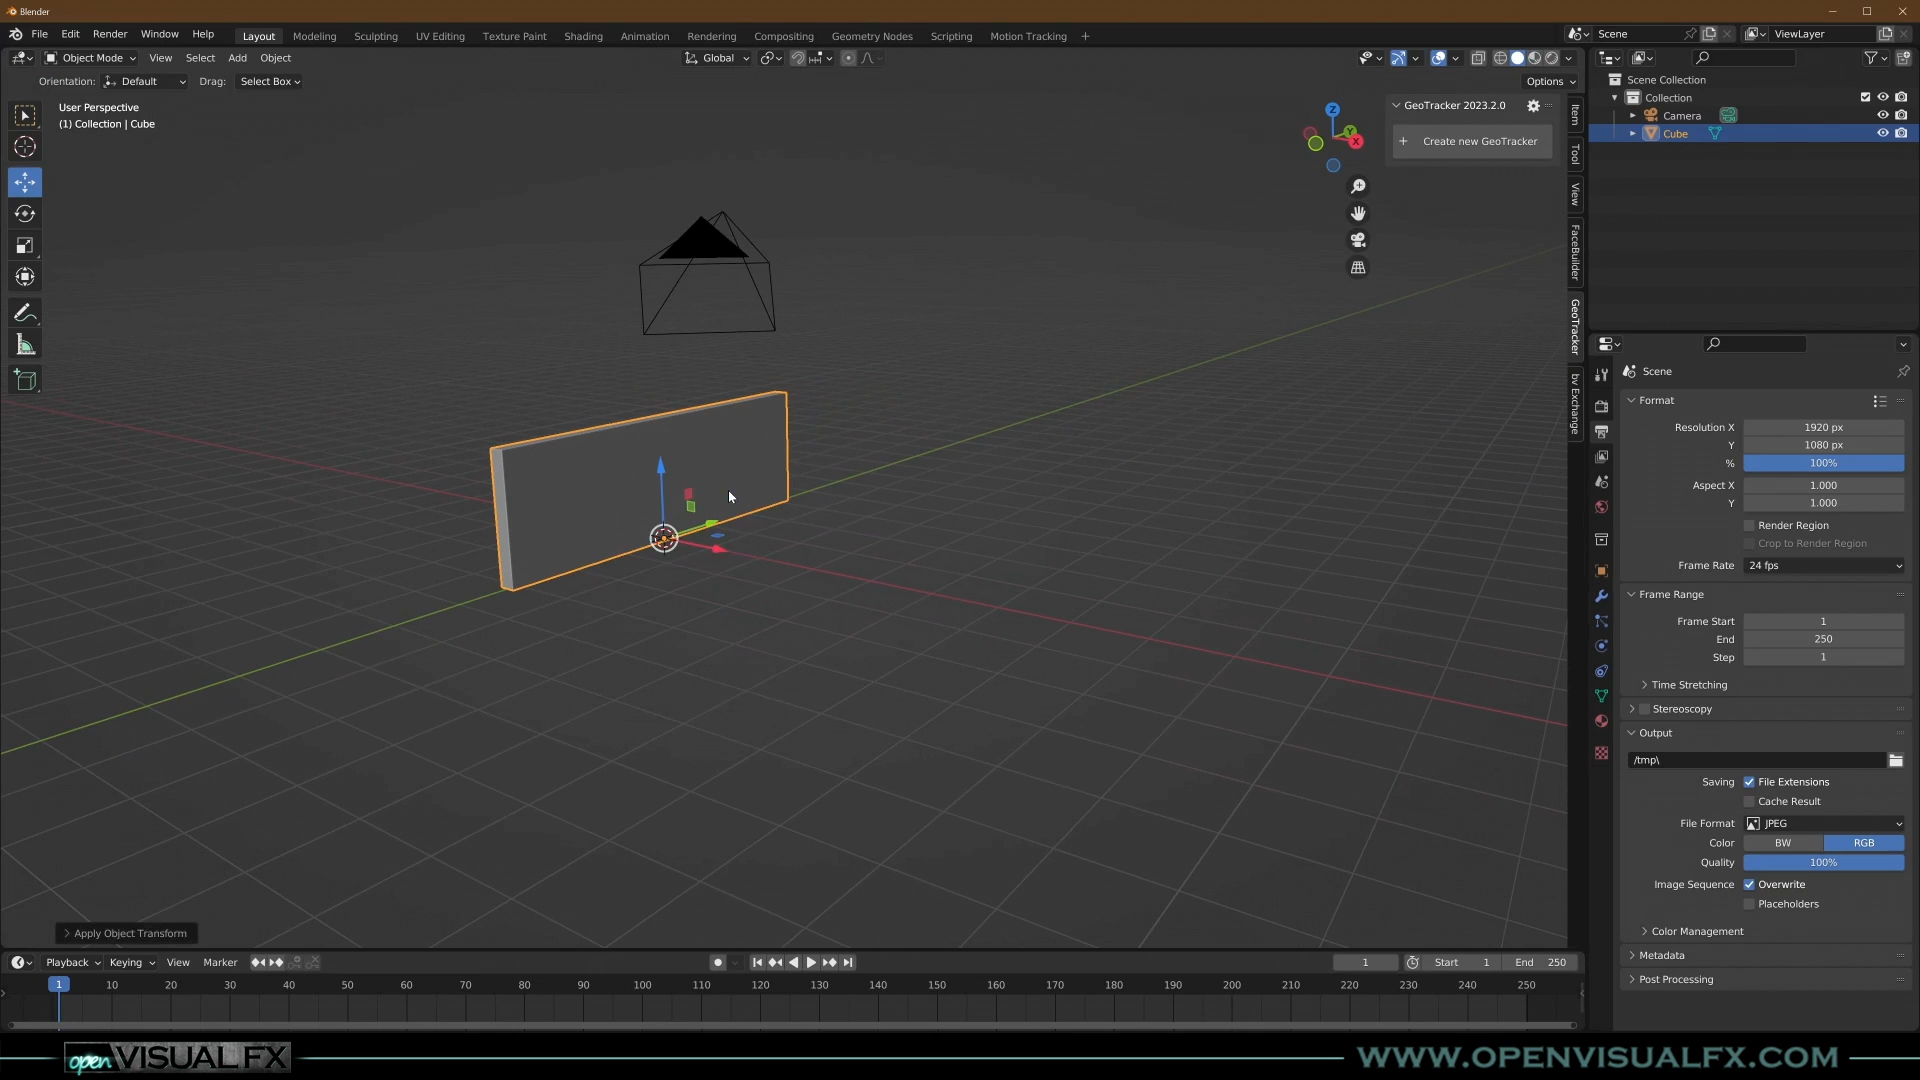 Blender
File Edit Render Window Help
Layout Modeling Sculpting UV Editing Texture Paint Shading Animation Rendering Compositing Geometry Nodes Scripting Motion Tracking
Scene
ViewLayer
Object Mode View Select Add Object
Global
Orientation: Default Drag: Select Box
Options
User Perspective
(1) Collection | Cube
Z
Y
X
GeoTracker 2023.2.0
Create new GeoTracker
Item
Tool
View
FaceBuilder
GeoTracker
bv Exchange
Scene Collection
Collection
Camera
Cube
Scene
Format
Resolution X 1920 px
Y 1080 px
% 100%
Aspect X 1.000
Y 1.000
Render Region
Crop to Render Region
Frame Rate 24 fps
Frame Range
Frame Start 1
End 250
Step 1
Time Stretching
Stereoscopy
Output
/tmp\
Saving File Extensions
Cache Result
File Format JPEG
Color BW RGB
Quality 100%
Image Sequence Overwrite
Placeholders
Color Management
Metadata
Post Processing
Apply Object Transform
Playback Keying View Marker
1 Start 1 End 250
1 10 20 30 40 50 60 70 80 90 100 110 120 130 140 150 160 170 180 190 200 210 220 230 240 250
open VISUALFX
WWW.OPENVISUALFX.COM